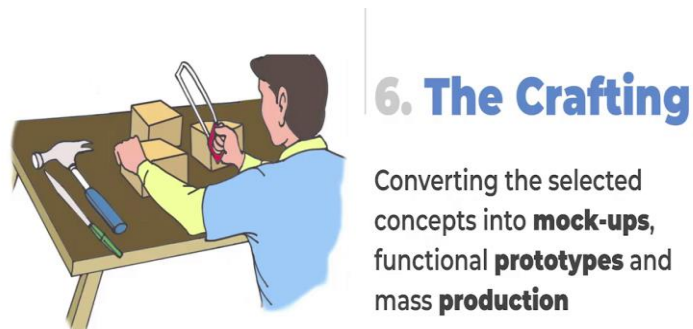 6. The Crafting
Converting the selected
concepts into mock-ups,
functional prototypes and
mass production